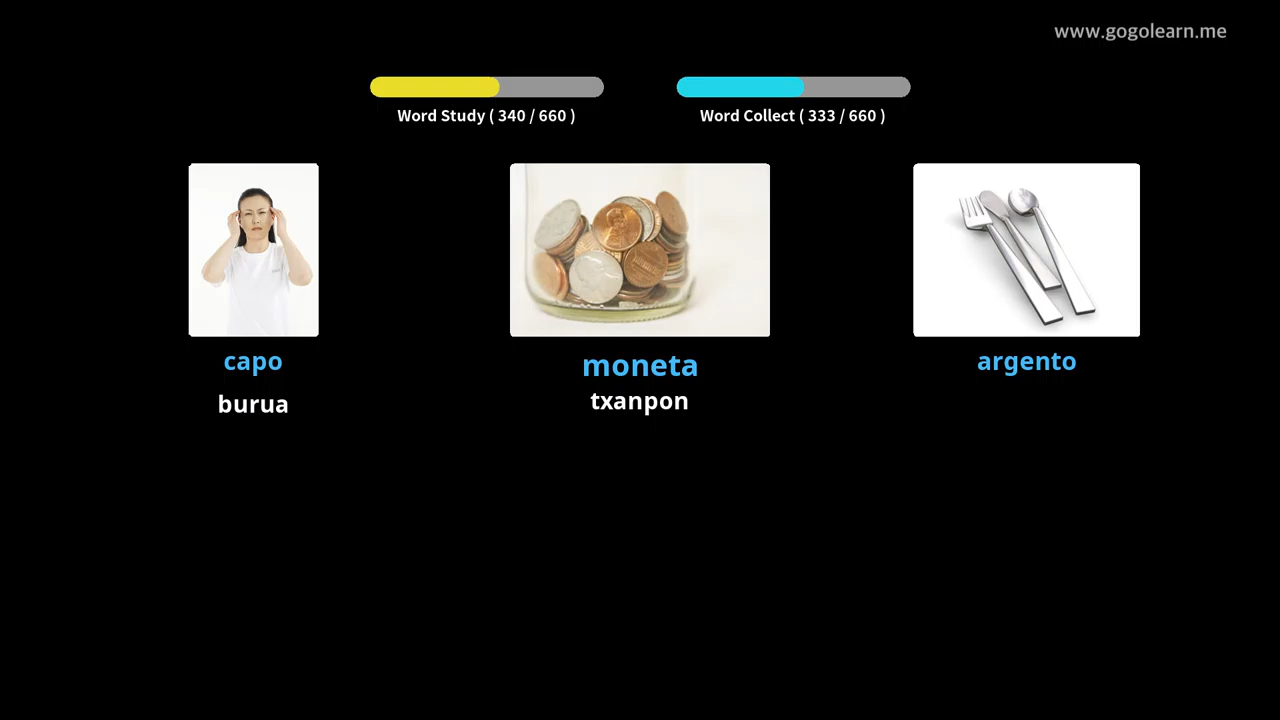 www.gogolearn.me
Word Study ( 340 / 660 )
Word Collect ( 333 / 660 )
capo
burua
moneta
txanpon
argento